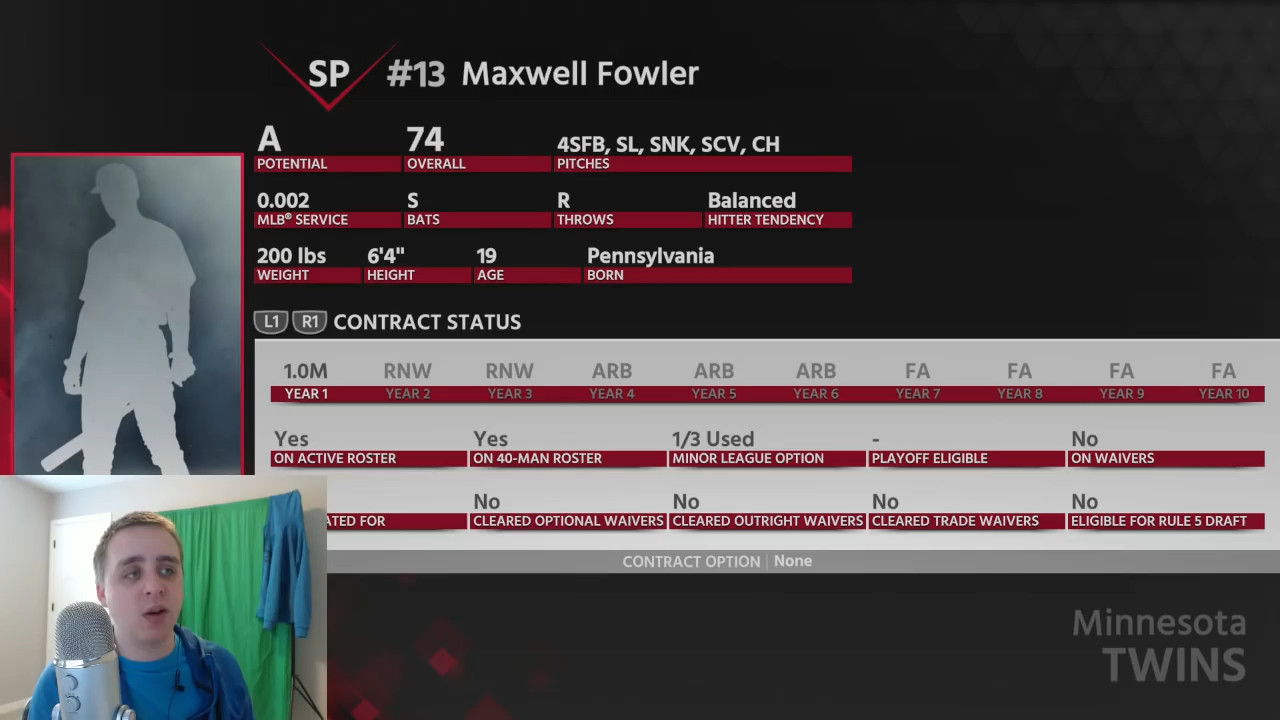 SP #13 Maxwell Fowler
A 74 4SFB, SL, SNK, SCV, CH
POTENTIAL OVERALL PITCHES
0.002 S R Balanced
MLB® SERVICE BATS THROWS HITTER TENDENCY
200 lbs 6'4" 19 Pennsylvania
WEIGHT HEIGHT AGE BORN
L1 R1 CONTRACT STATUS
1.0M RNW RNW ARB ARB ARB FA FA FA FA
YEAR 1 YEAR 2 YEAR 3 YEAR 4 YEAR 5 YEAR 6 YEAR 7 YEAR 8 YEAR 9 YEAR 10
Yes Yes 1/3 Used - No
ON ACTIVE ROSTER ON 40-MAN ROSTER MINOR LEAGUE OPTION PLAYOFF ELIGIBLE ON WAIVERS
No No No No
ATED FOR CLEARED OPTIONAL WAIVERS CLEARED OUTRIGHT WAIVERS CLEARED TRADE WAIVERS ELIGIBLE FOR RULE 5 DRAFT
CONTRACT OPTION | None
Minnesota
TWINS